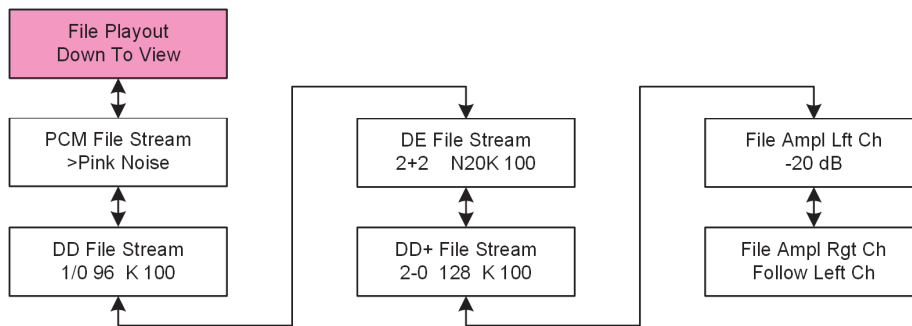 File Playout
Down To View
PCM File Stream
>Pink Noise
DD File Stream
1/0 96 K 100
DE File Stream
2+2 N20K 100
DD+ File Stream
2-0 128 K 100
File Ampl Lft Ch
-20 dB
File Ampl Rgt Ch
Follow Left Ch